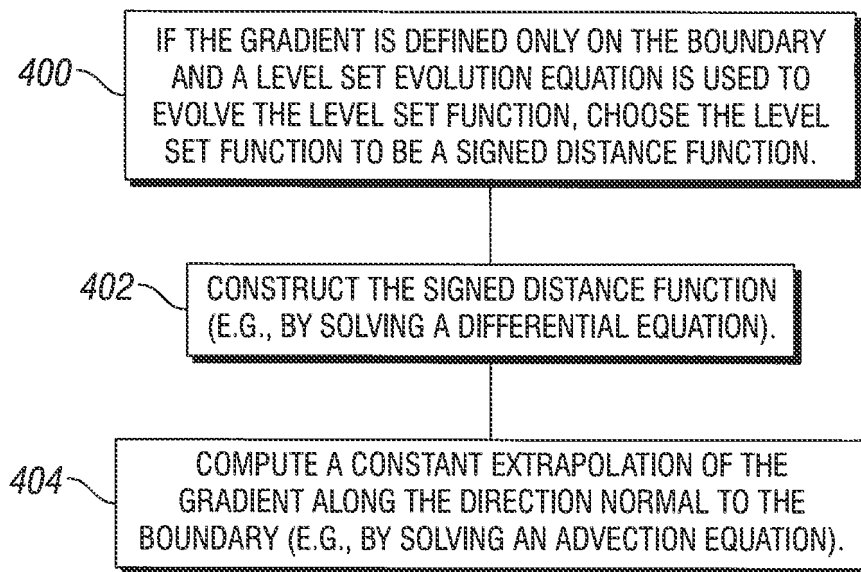 400
IF THE GRADIENT IS DEFINED ONLY ON THE BOUNDARY
AND A LEVEL SET EVOLUTION EQUATION IS USED TO
EVOLVE THE LEVEL SET FUNCTION, CHOOSE THE LEVEL
SET FUNCTION TO BE A SIGNED DISTANCE FUNCTION.
402
CONSTRUCT THE SIGNED DISTANCE FUNCTION
(E.G., BY SOLVING A DIFFERENTIAL EQUATION).
404
COMPUTE A CONSTANT EXTRAPOLATION OF THE
GRADIENT ALONG THE DIRECTION NORMAL TO THE
BOUNDARY (E.G., BY SOLVING AN ADVECTION EQUATION).